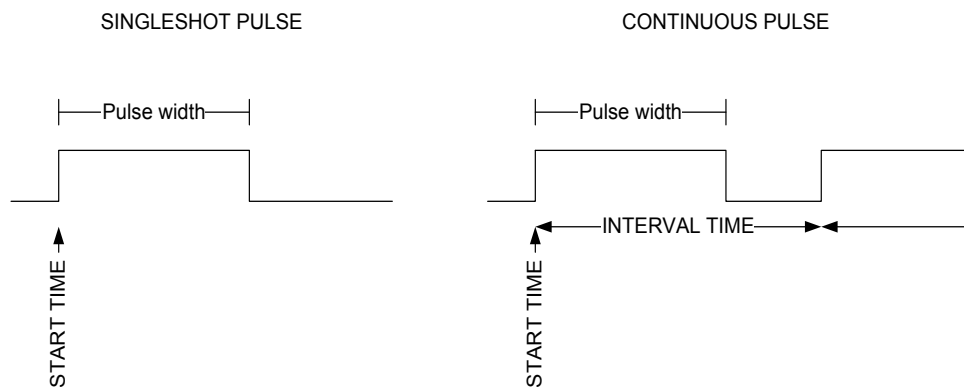 SINGLESHOT PULSE
CONTINUOUS PULSE
Pulse width
Pulse width
INTERVAL TIME
START TIME
START TIME